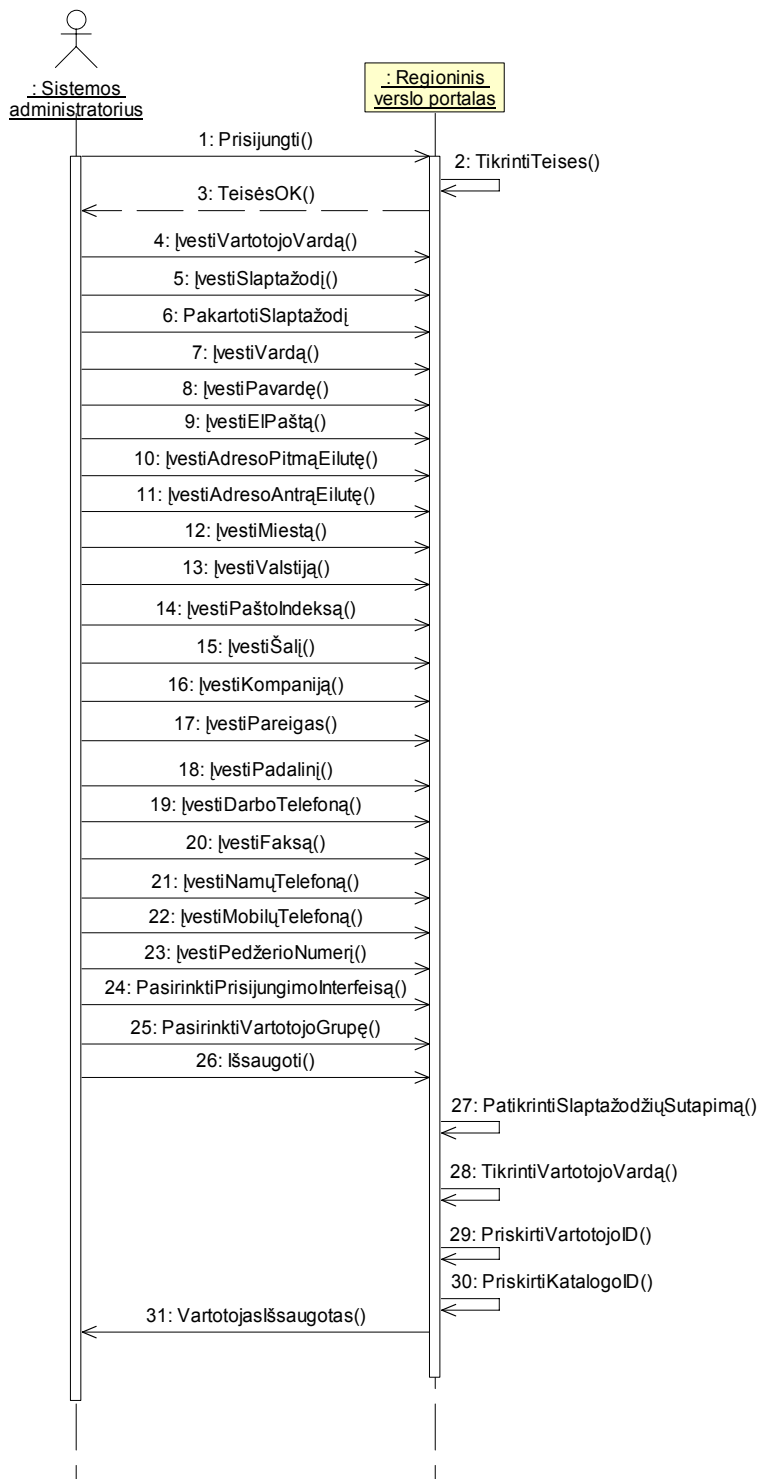 : Sistemos
administratorius
: Regioninis
verslo portalas
1: Prisijungti()
2: TikrintiTeises()
3: TeisėsOK()
4: ĮvestiVartotojoVardą()
5: ĮvestiSlaptažodį()
6: PakartotiSlaptažodį
7: ĮvestiVardą()
8: ĮvestiPavardę()
9: ĮvestiElPaštą()
10: ĮvestiAdresoPitmąEilutę()
11: ĮvestiAdresoAntrąEilutę()
12: ĮvestiMiestą()
13: ĮvestiValstiją()
14: ĮvestiPaštoIndeksą()
15: ĮvestiŠalį()
16: ĮvestiKompaniją()
17: ĮvestiPareigas()
18: ĮvestiPadalinį()
19: ĮvestiDarboTelefoną()
20: ĮvestiFaksą()
21: ĮvestiNamųTelefoną()
22: ĮvestiMobilųTelefoną()
23: ĮvestiPedžerioNumerį()
24: PasirinktiPrisijungimoInterfeisą()
25: PasirinktiVartotojoGrupę()
26: Išsaugoti()
27: PatikrintiSlaptažodžiųSutapimą()
28: TikrintiVartotojoVardą()
29: PriskirtiVartotojoID()
30: PriskirtiKatalogoID()
31: VartotojasIšsaugotas()